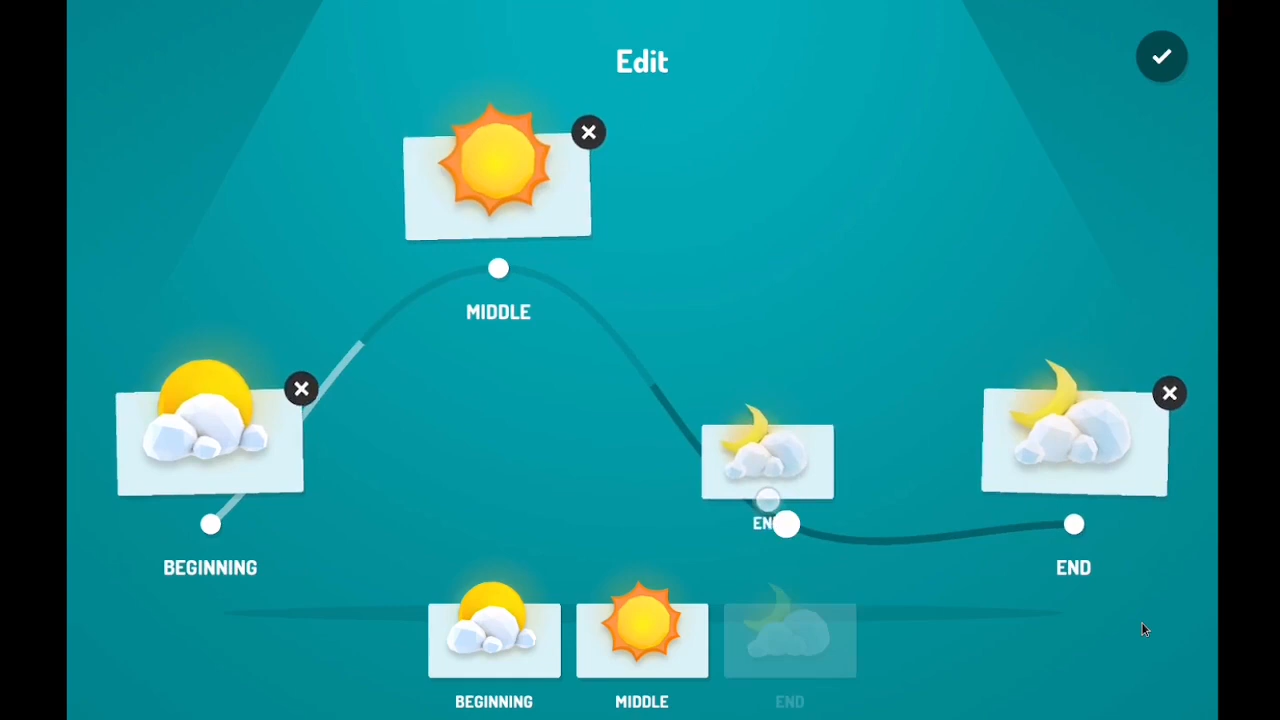 Edit
MIDDLE
BEGINNING
END
BEGINNING
MIDDLE
END